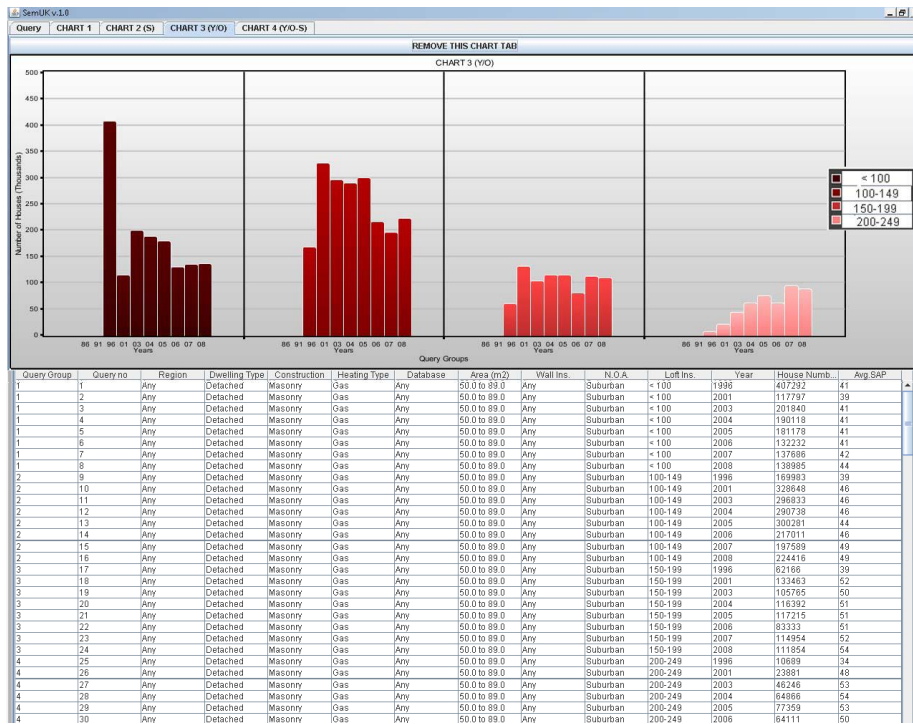 SemUK v.1.0
Query CHART 1 CHART 2 (S) CHART 3 (Y/O) CHART 4 (Y/O-S)
REMOVE THIS CHART TAB
CHART 3 (Y/O)
Number of Houses (Thousands)
500
450
400
350
300
250
200
150
100
50
0
86 91 96 01 03 04 05 06 07 08
Years
86 91 96 01 03 04 05 06 07 08
Years
86 91 96 01 03 04 05 06 07 08
Years
86 91 96 01 03 04 05 06 07 08
Years
Query Groups
< 100
100-149
150-199
200-249
Query Group Query no Region Dwelling Type Construction Heating Type Database Area (m2) Wall Ins. N.O.A. Loft Ins. Year House Numb... Avg.SAP
1 1 Any Detached Masonry Gas Any 50.0 to 89.0 Any Suburban < 100 1996 407292 41
1 2 Any Detached Masonry Gas Any 50.0 to 89.0 Any Suburban < 100 2001 117797 39
1 3 Any Detached Masonry Gas Any 50.0 to 89.0 Any Suburban < 100 2003 201840 41
1 4 Any Detached Masonry Gas Any 50.0 to 89.0 Any Suburban < 100 2004 190118 41
1 5 Any Detached Masonry Gas Any 50.0 to 89.0 Any Suburban < 100 2005 181178 41
1 6 Any Detached Masonry Gas Any 50.0 to 89.0 Any Suburban < 100 2006 132232 41
1 7 Any Detached Masonry Gas Any 50.0 to 89.0 Any Suburban < 100 2007 137686 42
1 8 Any Detached Masonry Gas Any 50.0 to 89.0 Any Suburban < 100 2008 138985 44
2 9 Any Detached Masonry Gas Any 50.0 to 89.0 Any Suburban 100-149 1996 169983 39
2 10 Any Detached Masonry Gas Any 50.0 to 89.0 Any Suburban 100-149 2001 328648 46
2 11 Any Detached Masonry Gas Any 50.0 to 89.0 Any Suburban 100-149 2003 296833 46
2 12 Any Detached Masonry Gas Any 50.0 to 89.0 Any Suburban 100-149 2004 290738 46
2 13 Any Detached Masonry Gas Any 50.0 to 89.0 Any Suburban 100-149 2005 300281 44
2 14 Any Detached Masonry Gas Any 50.0 to 89.0 Any Suburban 100-149 2006 217011 46
2 15 Any Detached Masonry Gas Any 50.0 to 89.0 Any Suburban 100-149 2007 197589 49
2 16 Any Detached Masonry Gas Any 50.0 to 89.0 Any Suburban 100-149 2008 224416 49
3 17 Any Detached Masonry Gas Any 50.0 to 89.0 Any Suburban 150-199 1996 62166 39
3 18 Any Detached Masonry Gas Any 50.0 to 89.0 Any Suburban 150-199 2001 133463 52
3 19 Any Detached Masonry Gas Any 50.0 to 89.0 Any Suburban 150-199 2003 105765 50
3 20 Any Detached Masonry Gas Any 50.0 to 89.0 Any Suburban 150-199 2004 116392 51
3 21 Any Detached Masonry Gas Any 50.0 to 89.0 Any Suburban 150-199 2005 117215 51
3 22 Any Detached Masonry Gas Any 50.0 to 89.0 Any Suburban 150-199 2006 83333 51
3 23 Any Detached Masonry Gas Any 50.0 to 89.0 Any Suburban 150-199 2007 114954 52
3 24 Any Detached Masonry Gas Any 50.0 to 89.0 Any Suburban 150-199 2008 111854 54
4 25 Any Detached Masonry Gas Any 50.0 to 89.0 Any Suburban 200-249 1996 10689 34
4 26 Any Detached Masonry Gas Any 50.0 to 89.0 Any Suburban 200-249 2001 23881 48
4 27 Any Detached Masonry Gas Any 50.0 to 89.0 Any Suburban 200-249 2003 46246 53
4 28 Any Detached Masonry Gas Any 50.0 to 89.0 Any Suburban 200-249 2004 64866 54
4 29 Any Detached Masonry Gas Any 50.0 to 89.0 Any Suburban 200-249 2005 77359 53
4 30 Any Detached Masonry Gas Any 50.0 to 89.0 Any Suburban 200-249 2006 64111